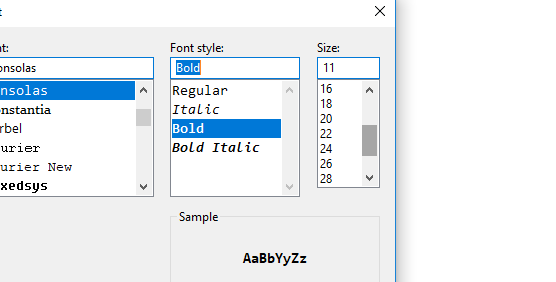 t
nt:
Font style:
Size:
onsolas
Bold
11
nsolas
nstantia
rbel
urier
urier New
xedsys
Regular
Italic
Bold
Bold Italic
16
18
20
22
24
26
28
Sample
AaBbYyZz